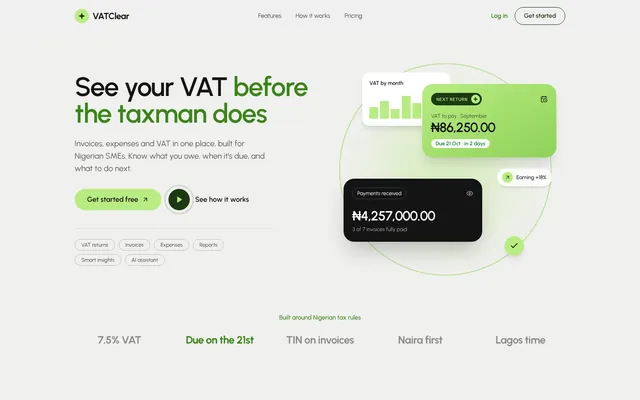 VATClear
Features
How it works
Pricing
Log in
Get started
See your VAT before
the taxman does
Invoices, expenses and VAT in one place, built for
Nigerian SMEs. Know what you owe, when it's due, and
what to do next.
Get started free
See how it works
VAT returns
Invoices
Expenses
Reports
Smart insights
AI assistant
VAT by month
NEXT RETURN
VAT to pay · September
₦86,250.00
Due 21 Oct · in 2 days
Earning +18%
Payments received
₦4,257,000.00
3 of 7 invoices fully paid
Built around Nigerian tax rules
7.5% VAT
Due on the 21st
TIN on invoices
Naira first
Lagos time